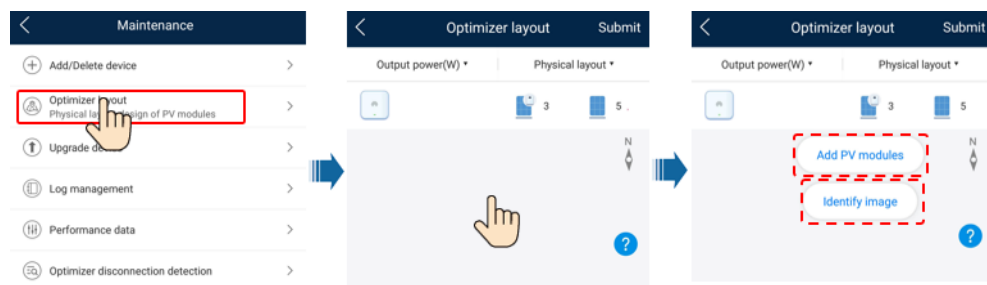 Maintenance
Add/Delete device
Optimizer layout
Physical layout design of PV modules
Upgrade device
Log management
Performance data
Optimizer disconnection detection
Optimizer layout Submit
Output power(W) Physical layout
3 5
N
?
Optimizer layout Submit
Output power(W) Physical layout
3 5
N
Add PV modules
Identify image
?